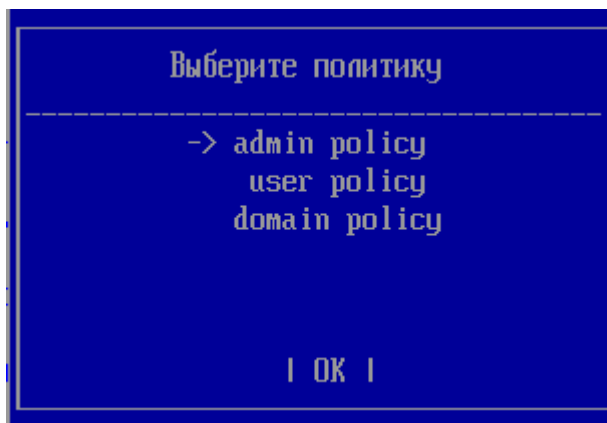 Выберите политику
------------------------------------
-> admin policy
user policy
domain policy
| OK |